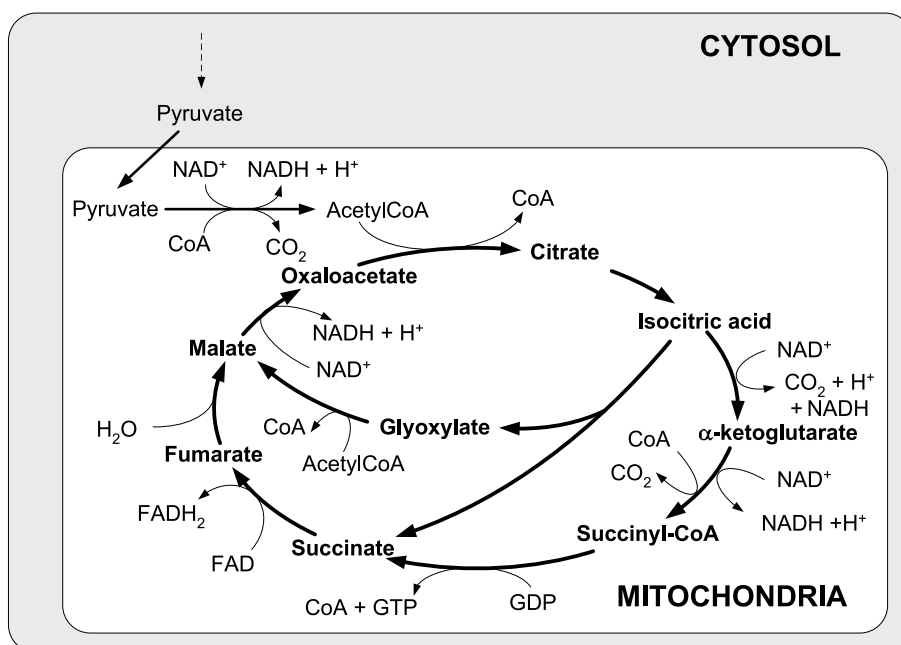 CYTOSOL
Pyruvate
NAD⁺
NADH + H⁺
Pyruvate
AcetylCoA
CoA
CoA
CO₂
Oxaloacetate
Citrate
Isocitric acid
NADH + H⁺
Malate
NAD⁺
NAD⁺
CO₂ + H⁺
+ NADH
H₂O
CoA
Glyoxylate
α-ketoglutarate
Fumarate
AcetylCoA
CoA
CO₂
NAD⁺
FADH₂
NADH +H⁺
Succinate
Succinyl-CoA
FAD
CoA + GTP
GDP
MITOCHONDRIA